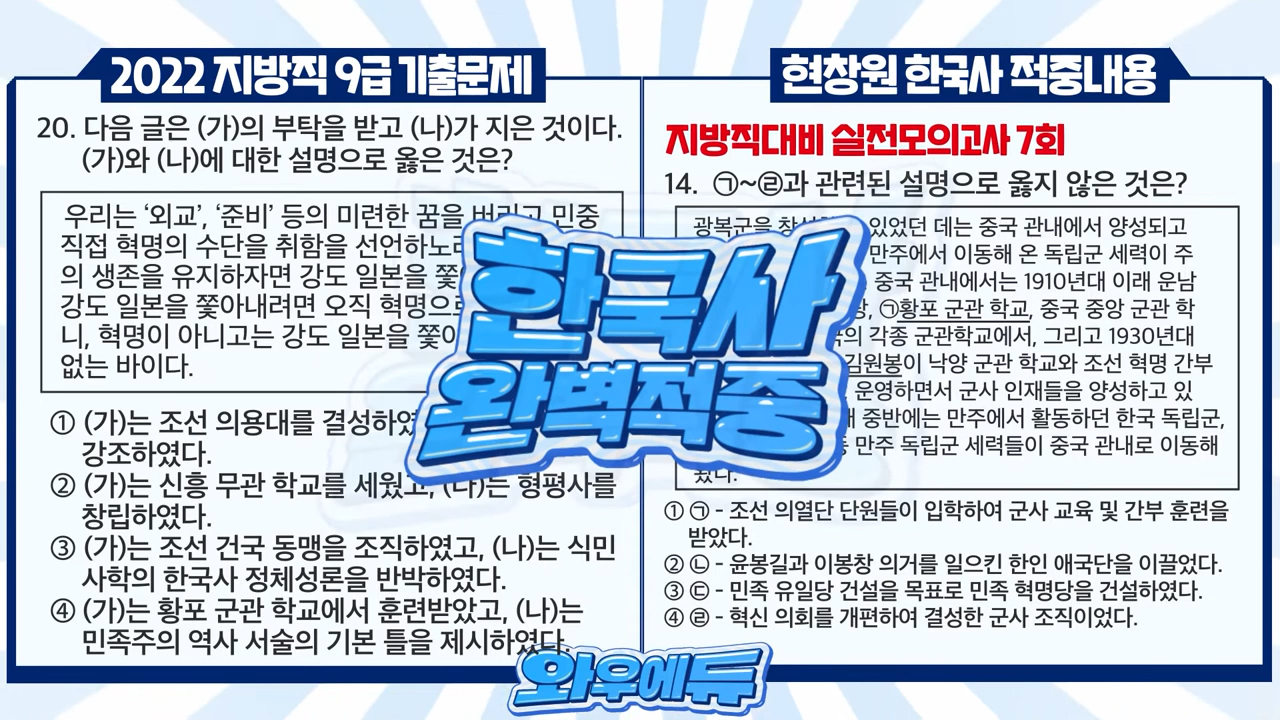 2022 지방직 9급 기출문제
20. 다음 글은 (가)의 부탁을 받고 (나)가 지은 것이다.
(가)와 (나)에 대한 설명으로 옳은 것은?
우리는 ‘외교’, ‘준비’ 등의 미련한 꿈을 버리고 민중
직접 혁명의 수단을 취함을 선언하노라
의 생존을 유지하자면 강도 일본을 쫓
강도 일본을 쫓아내려면 오직 혁명으로
니, 혁명이 아니고는 강도 일본을 쫓아
없는 바이다.
① (가)는 조선 의용대를 결성하였
강조하였다.
② (가)는 신흥 무관 학교를 세웠고, (나)는 형평사를
창립하였다.
③ (가)는 조선 건국 동맹을 조직하였고, (나)는 식민
사학의 한국사 정체성론을 반박하였다.
④ (가)는 황포 군관 학교에서 훈련받았고, (나)는
민족주의 역사 서술의 기본 틀을 제시하였다.
현창원 한국사 적중내용
지방직대비 실전모의고사 7회
14. ㉠~㉣과 관련된 설명으로 옳지 않은 것은?
광복군을 있었던 데는 중국 관내에서 양성되고
만주에서 이동해 온 독립군 세력이 주
중국 관내에서는 1910년대 이래 운남
㉠황포 군관 학교, 중국 중앙 군관 학
각종 군관학교에서, 그리고 1930년대
김원봉이 낙양 군관 학교와 조선 혁명 간부
운영하면서 군사 인재들을 양성하고 있
중반에는 만주에서 활동하던 한국 독립군,
만주 독립군 세력들이 중국 관내로 이동해
왔다.
① ㉠ - 조선 의열단 단원들이 입학하여 군사 교육 및 간부 훈련을
받았다.
② ㉡ - 윤봉길과 이봉창 의거를 일으킨 한인 애국단을 이끌었다.
③ ㉢ - 민족 유일당 건설을 목표로 민족 혁명당을 건설하였다.
④ ㉣ - 혁신 의회를 개편하여 결성한 군사 조직이었다.
한국사
완벽적중
와우에듀